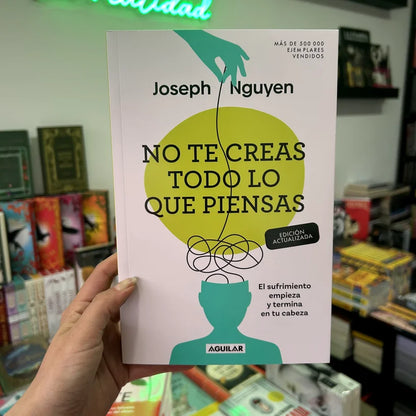 MÁS DE 500 000
EJEMPLARES
VENDIDOS
Joseph Nguyen
NO TE CREAS
TODO LO
QUE PIENSAS
EDICIÓN
ACTUALIZADA
El sufrimiento
empieza
y termina
en tu cabeza
AGUILAR